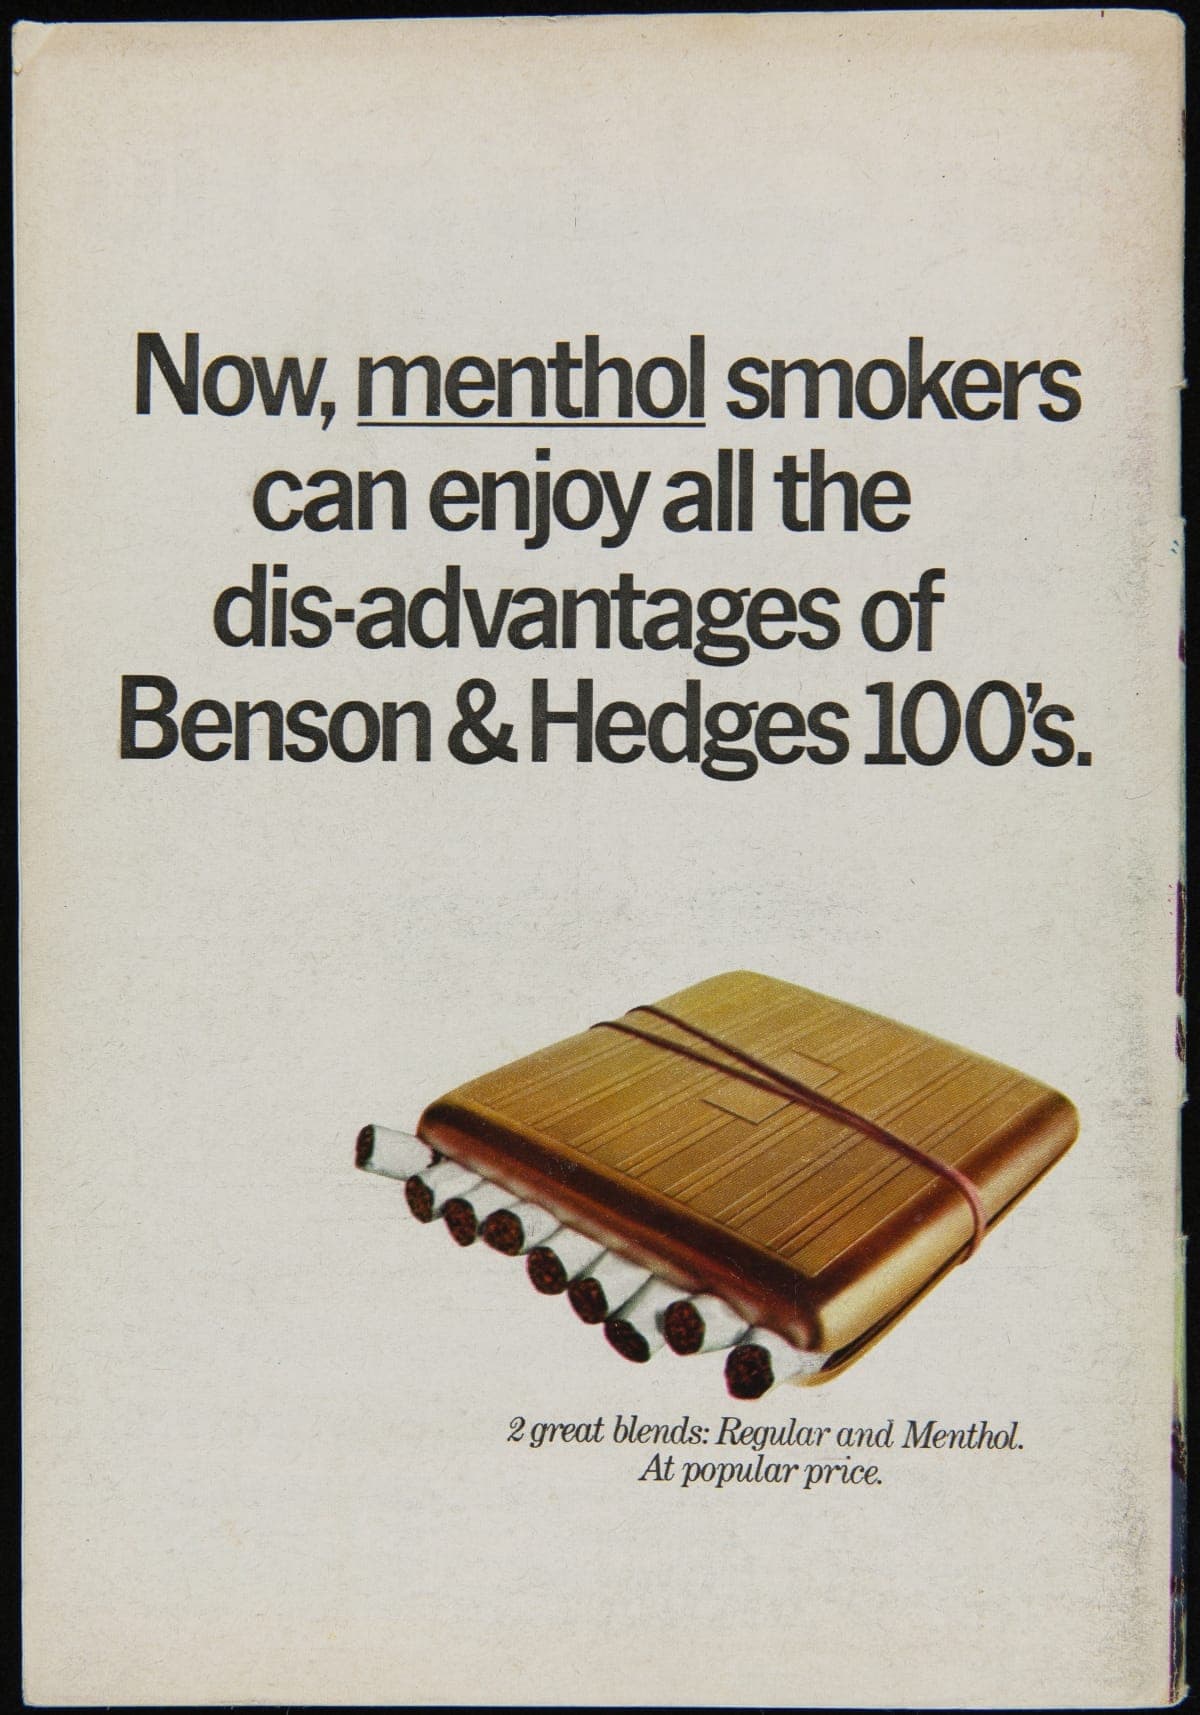 Now, menthol smokers
can enjoy all the
dis-advantages of
Benson & Hedges 100's.
2 great blends: Regular and Menthol.
At popular price.